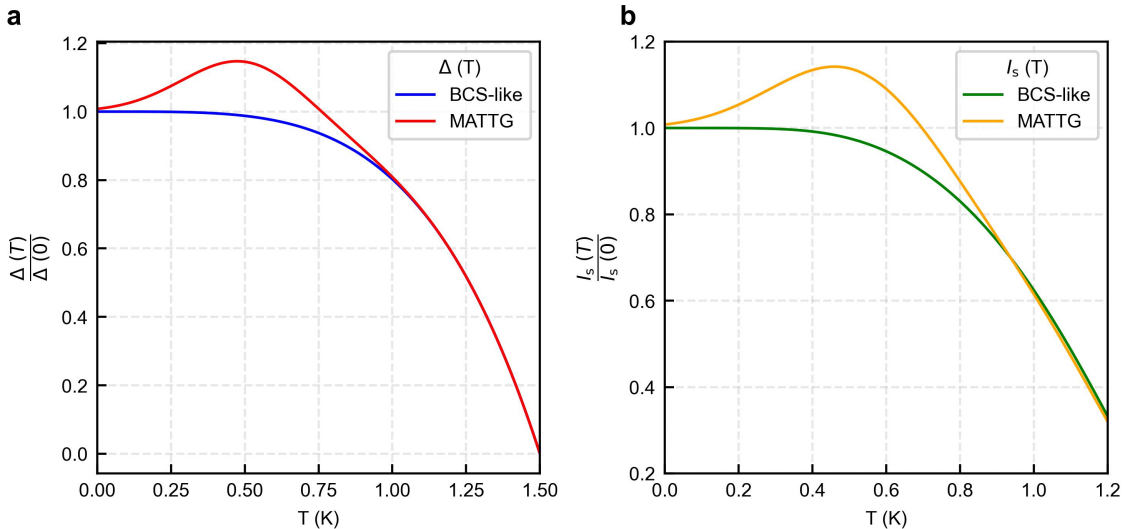 a
1.2
1.0
0.8
0.6
0.4
0.2
0.0
Δ (T)
Δ (0)
0.00 0.25 0.50 0.75 1.00 1.25 1.50
T (K)
Δ (T)
BCS-like
MATTG
b
1.2
1.0
0.8
0.6
0.4
0.2
Is (T)
Is (0)
0.0 0.2 0.4 0.6 0.8 1.0 1.2
T (K)
Is (T)
BCS-like
MATTG